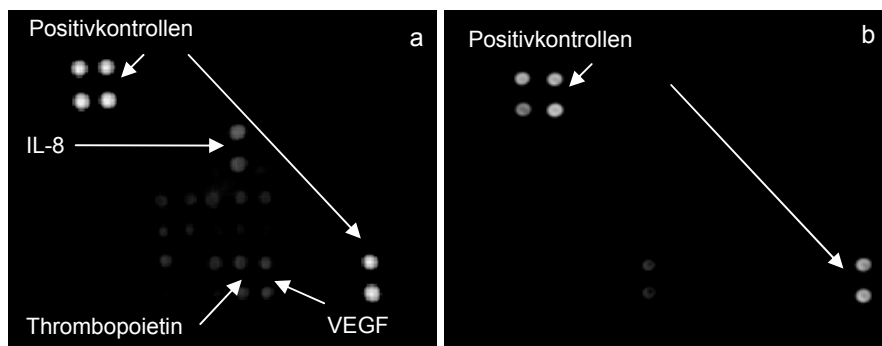 Positivkontrollen
a
IL-8
Thrombopoietin
VEGF
Positivkontrollen
b